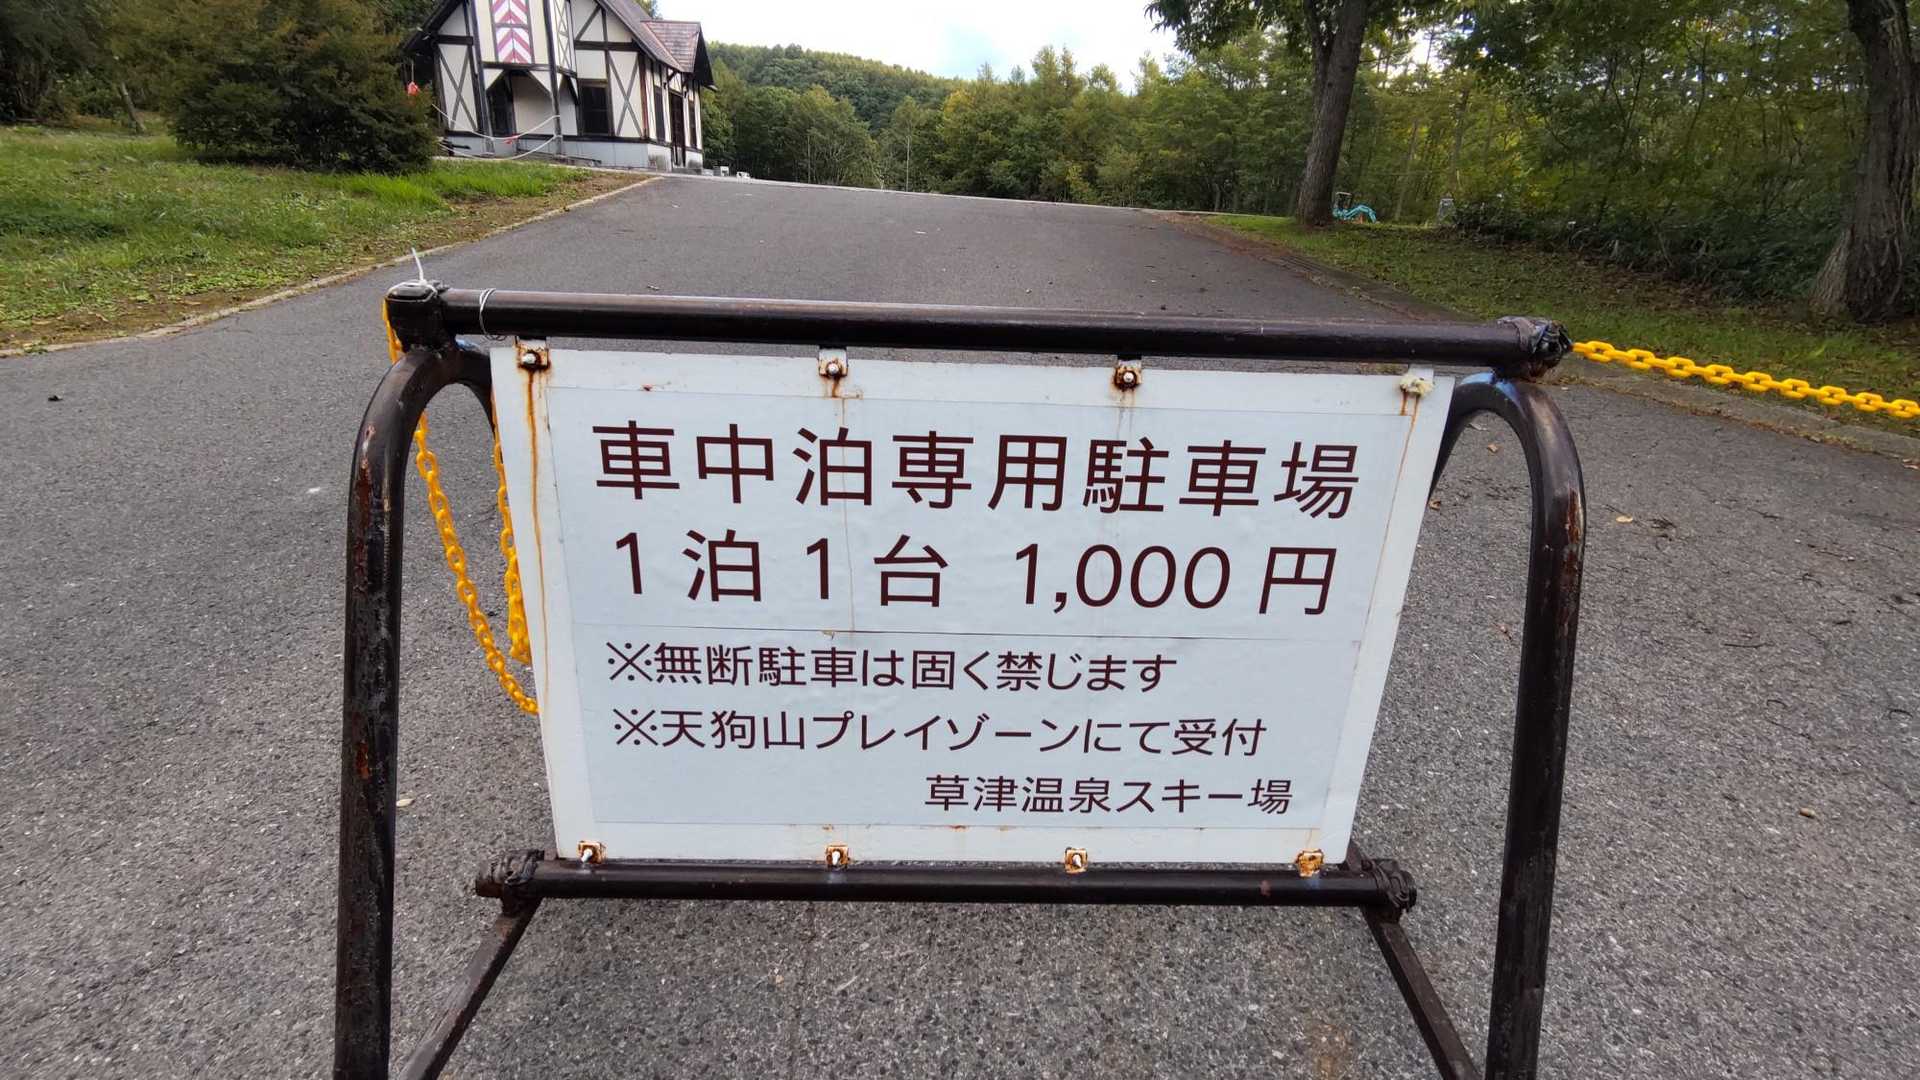 車中泊専用駐車場
1泊1台 1,000円
※無断駐車は固く禁じます
※天狗山プレイゾーンにて受付
草津温泉スキー場